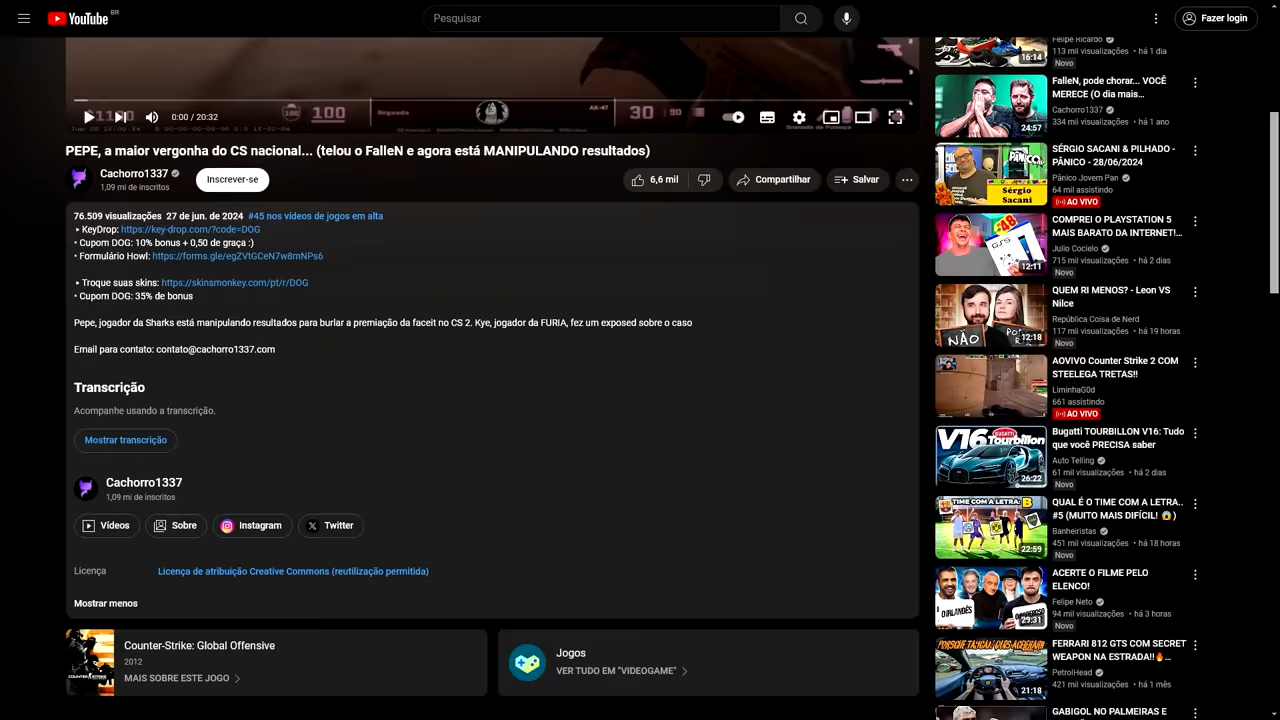 YouTube BR
Pesquisar
Fazer login
100
AK-47
30
90
0:00 / 20:32
PEPE, a maior vergonha do CS nacional... (telou o FalleN e agora está MANIPULANDO resultados)
Cachorro1337
1,09 mi de inscritos
Inscrever-se
6,6 mil
Compartilhar
Salvar
76.509 visualizações 27 de jun. de 2024 #45 nos vídeos de jogos em alta
‣ KeyDrop: https://key-drop.com/?code=DOG
• Cupom DOG: 10% bonus + 0,50 de graça :)
• Formulário Howl: https://forms.gle/egZVtGCeN7w8mNPs6
‣ Troque suas skins: https://skinsmonkey.com/pt/r/DOG
• Cupom DOG: 35% de bonus
Pepe, jogador da Sharks está manipulando resultados para burlar a premiação da faceit no CS 2. Kye, jogador da FURIA, fez um exposed sobre o caso
Email para contato: contato@cachorro1337.com
Transcrição
Acompanhe usando a transcrição.
Mostrar transcrição
Cachorro1337
1,09 mi de inscritos
Vídeos
Sobre
Instagram
Twitter
Licença
Licença de atribuição Creative Commons (reutilização permitida)
Mostrar menos
Counter-Strike: Global Offensive
2012
MAIS SOBRE ESTE JOGO
Jogos
VER TUDO EM "VIDEOGAME"
Felipe Ricardo
113 mil visualizações • há 1 dia
Novo
16:14
FalleN, pode chorar... VOCÊ
MERECE (O dia mais…
Cachorro1337
334 mil visualizações • há 1 ano
24:57
SÉRGIO SACANI & PILHADO -
PÂNICO - 28/06/2024
Pânico Jovem Pan
64 mil assistindo
AO VIVO
Sérgio
Sacani
COMPREI O PLAYSTATION 5
MAIS BARATO DA INTERNET!…
Julio Cocielo
715 mil visualizações • há 2 dias
Novo
12:11
QUEM RI MENOS? - Leon VS
Nilce
República Coisa de Nerd
117 mil visualizações • há 19 horas
Novo
NÃO
12:18
AOVIVO Counter Strike 2 COM
STEELEGA TRETAS!!
LiminhaG0d
661 assistindo
AO VIVO
Bugatti TOURBILLON V16: Tudo
que você PRECISA saber
Auto Telling
61 mil visualizações • há 2 dias
Novo
V16 Tourbillon
26:22
QUAL É O TIME COM A LETRA..
#5 (MUITO MAIS DIFÍCIL! 😱)
Banheiristas
451 mil visualizações • há 18 horas
Novo
TIME COM A LETRA: B
22:59
ACERTE O FILME PELO
ELENCO!
Felipe Neto
94 mil visualizações • há 3 horas
Novo
O IRLANDÊS
29:31
FERRARI 812 GTS COM SECRET
WEAPON NA ESTRADA!!🔥…
PetrolHead
421 mil visualizações • há 1 mês
21:18
GABIGOL NO PALMEIRAS E